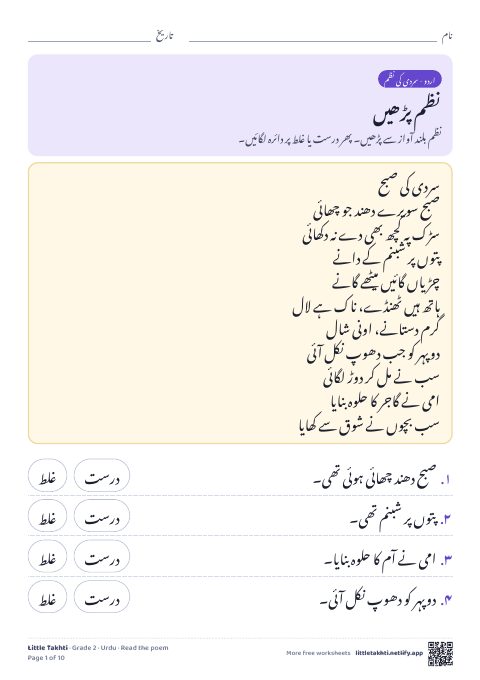 نام ______________ تاریخ ______________
اردو · سردی کی نظم
نظم پڑھیں
نظم بلند آواز سے پڑھیں۔ پھر درست یا غلط پر دائرہ لگائیں۔
سردی کی صبح
صبح سویرے دھند جو چھائی
سڑک پہ کچھ بھی دے نہ دکھائی
پتوں پر شبنم کے دانے
چڑیاں گائیں میٹھے گانے
ہاتھ ہیں ٹھنڈے، ناک ہے لال
گرم دستانے، اونی شال
دوپہر کو جب دھوپ نکل آئی
سب نے مل کر دوڑ لگائی
امی نے گاجر کا حلوہ بنایا
سب بچوں نے شوق سے کھایا
۱. صبح دھند چھائی ہوئی تھی۔ درست غلط
۲. پتوں پر شبنم تھی۔ درست غلط
۳. امی نے آم کا حلوہ بنایا۔ درست غلط
۴. دوپہر کو دھوپ نکل آئی۔ درست غلط
Little Takhti · Grade 2 · Urdu · Read the poem
Page 1 of 10
More free worksheets littletakhti.netlify.app